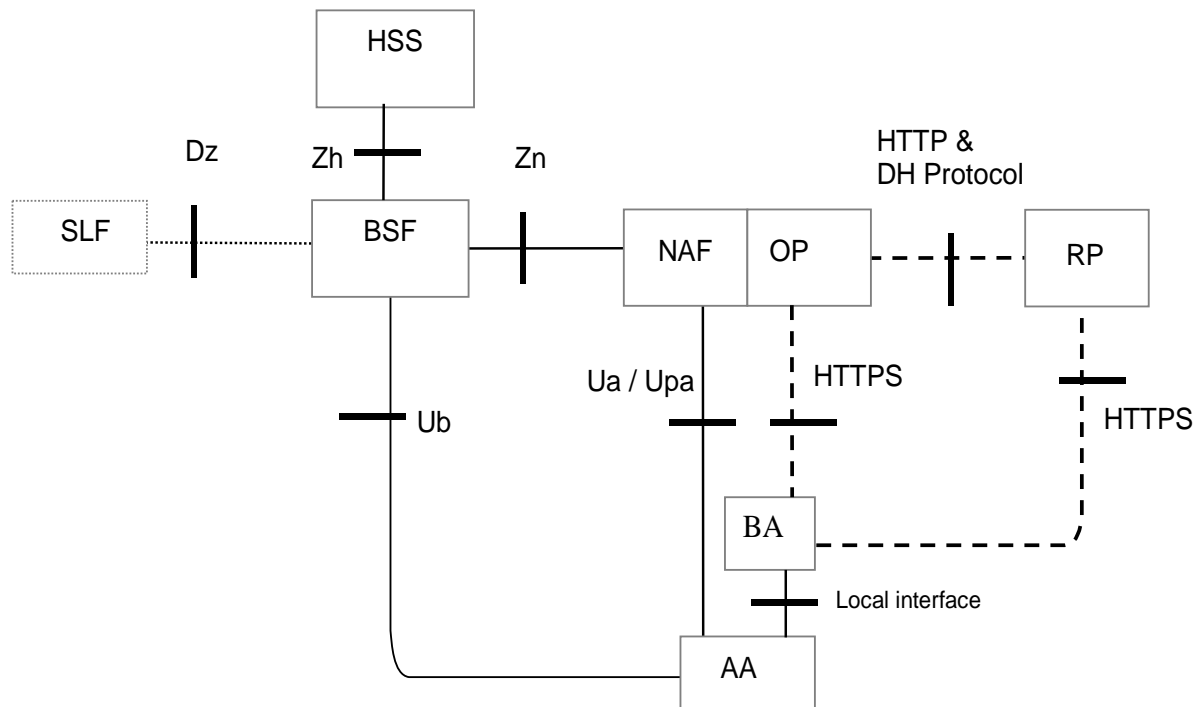 HSS
HTTP &
DH Protocol
Dz
Zh
Zn
SLF
BSF
NAF
OP
RP
Ua / Upa
HTTPS
HTTPS
Ub
BA
Local interface
AA